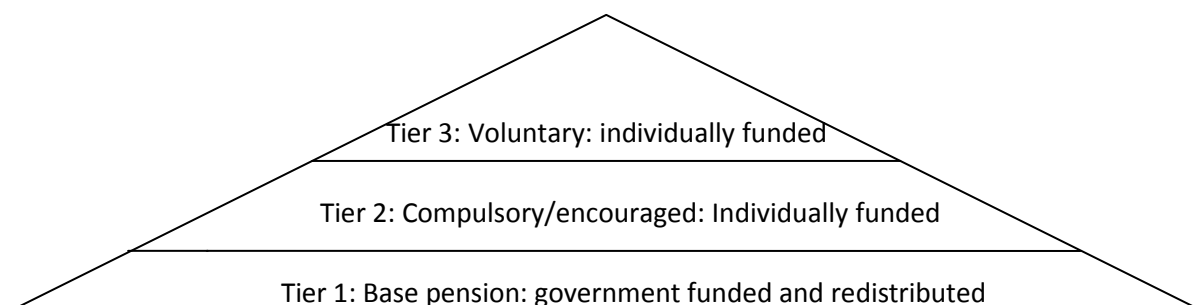 Tier 3: Voluntary: individually funded
Tier 2: Compulsory/encouraged: Individually funded
Tier 1: Base pension: government funded and redistributed